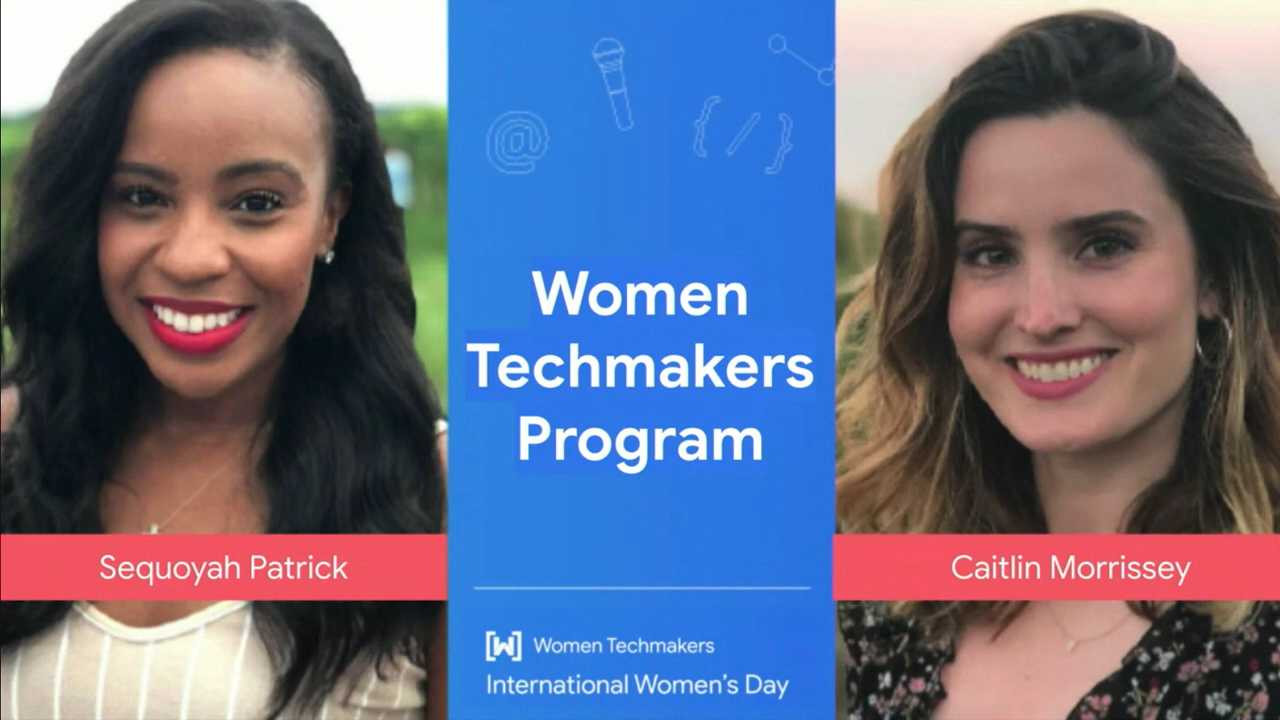 Women
Techmakers
Program
Sequoyah Patrick
Caitlin Morrissey
[W] Women Techmakers
International Women's Day